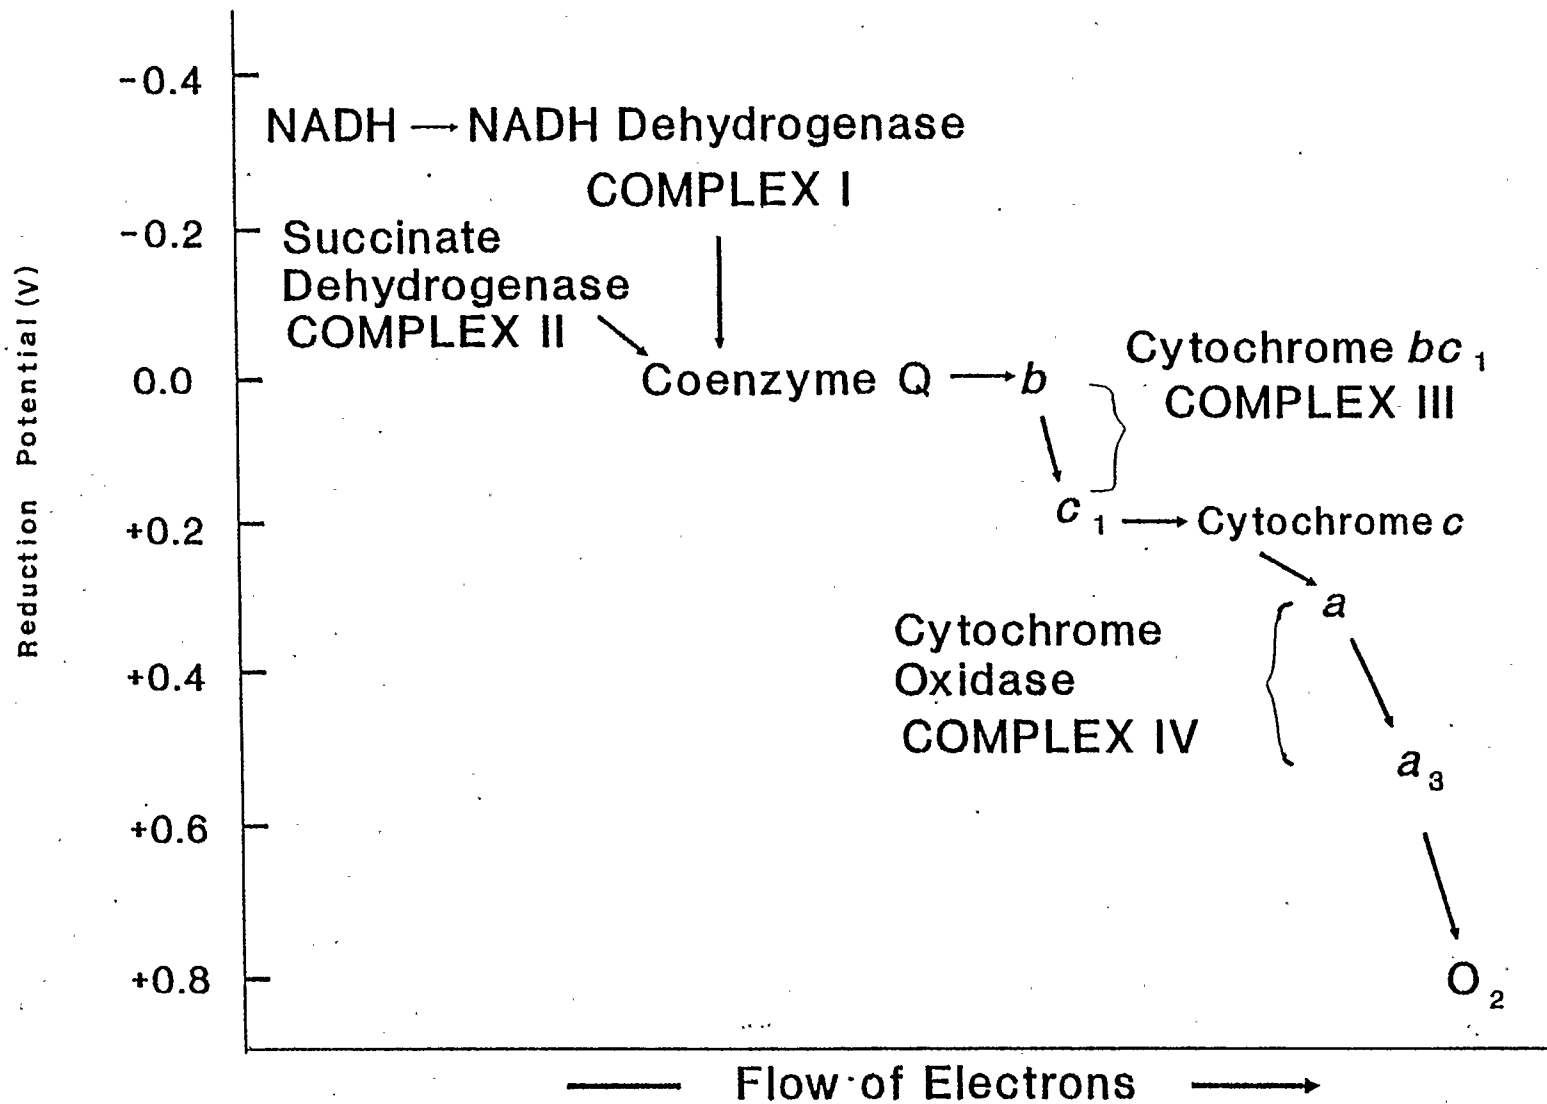 Reduction Potential (V)
-0.4
-0.2
0.0
+0.2
+0.4
+0.6
+0.8
NADH → NADH Dehydrogenase
COMPLEX I
Succinate
Dehydrogenase
COMPLEX II
Coenzyme Q → b
Cytochrome bc1
COMPLEX III
c1 → Cytochrome c
a
Cytochrome
Oxidase
COMPLEX IV
a3
O2
Flow of Electrons →